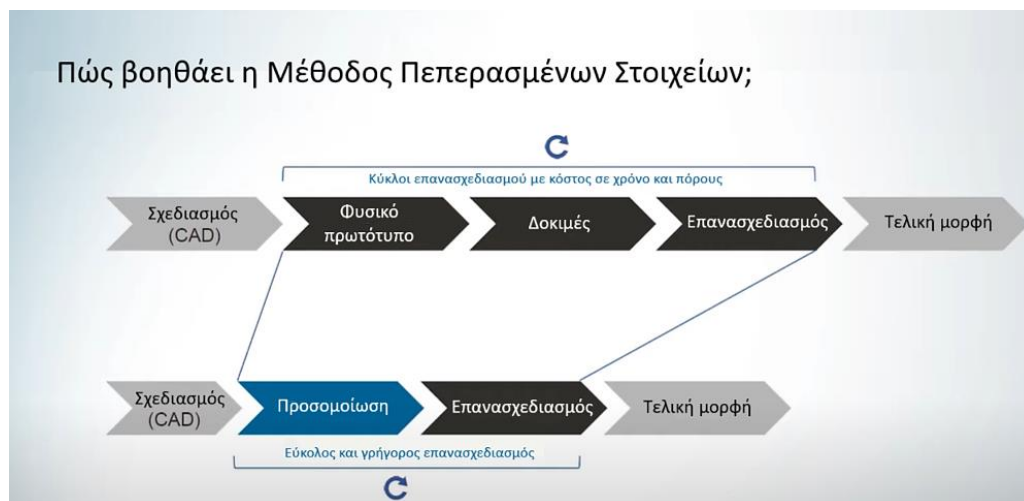 Πώς βοηθάει η Μέθοδος Πεπερασμένων Στοιχείων;
Κύκλοι επανασχεδιασμού με κόστος σε χρόνο και πόρους
Σχεδιασμός
(CAD)
Φυσικό
πρωτότυπο
Δοκιμές
Επανασχεδιασμός
Τελική μορφή
Σχεδιασμός
(CAD)
Προσομοίωση
Επανασχεδιασμός
Τελική μορφή
Εύκολος και γρήγορος επανασχεδιασμός